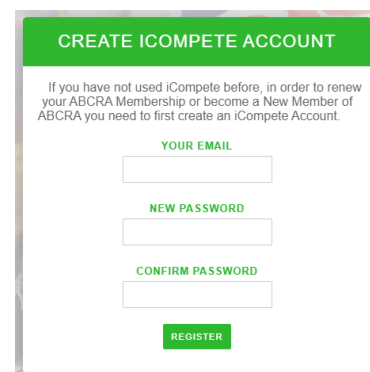 CREATE ICOMPETE ACCOUNT
If you have not used iCompete before, in order to renew
your ABCRA Membership or become a New Member of
ABCRA you need to first create an iCompete Account.
YOUR EMAIL
NEW PASSWORD
CONFIRM PASSWORD
REGISTER